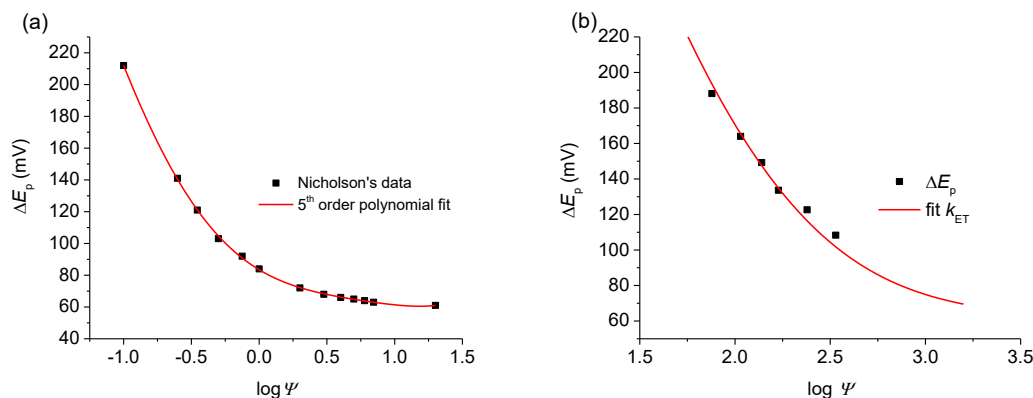 (a)
220
200
180
160
140
120
100
80
60
40
ΔEp (mV)
-1.0 -0.5 0.0 0.5 1.0 1.5
log Ψ
Nicholson's data
5th order polynomial fit
(b)
220
200
180
160
140
120
100
80
60
ΔEp (mV)
1.5 2.0 2.5 3.0 3.5
log Ψ
ΔEp
fit kET